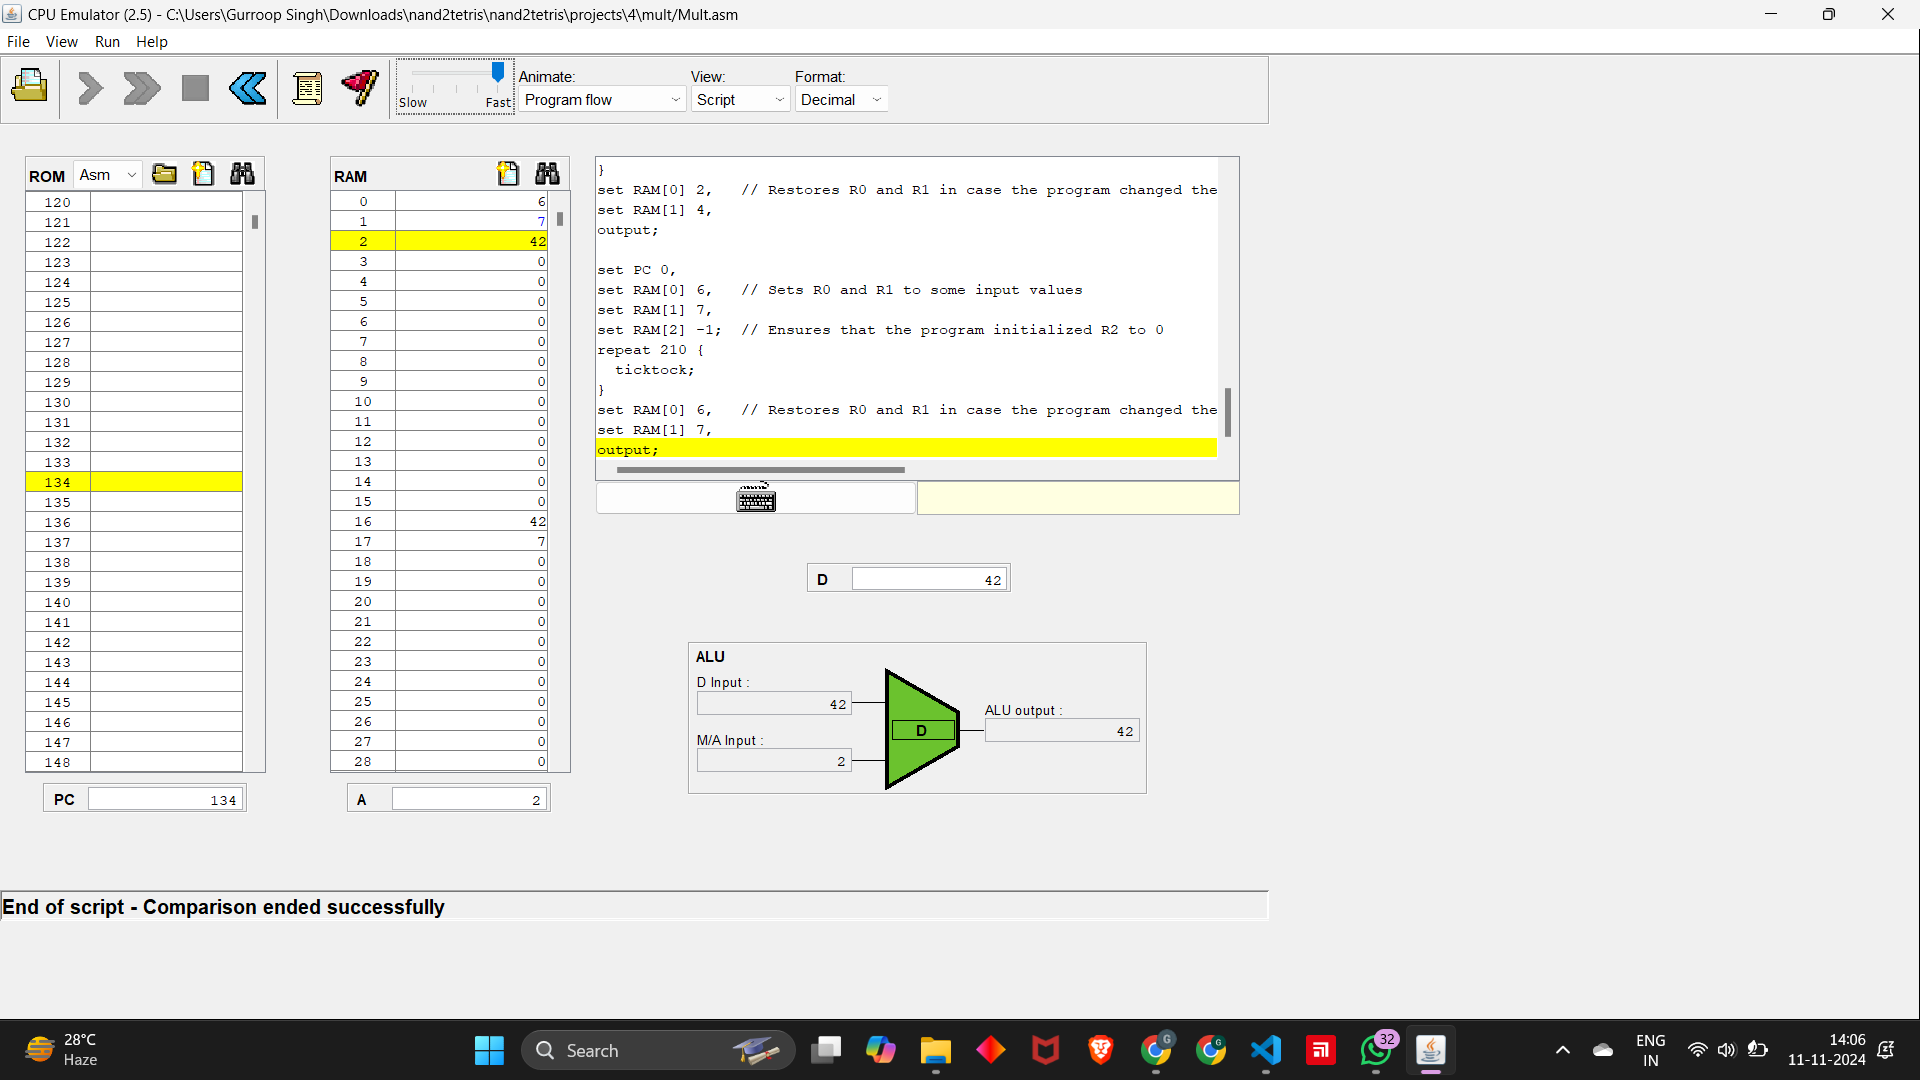 CPU Emulator (2.5) - C:\Users\Gurroop Singh\Downloads\nand2tetris\nand2tetris\projects\4\mult/Mult.asm
File View Run Help
Slow Fast
Animate:
Program flow
View:
Script
Format:
Decimal
ROM Asm
120
121
122
123
124
125
126
127
128
129
130
131
132
133
134
135
136
137
138
139
140
141
142
143
144
145
146
147
148
PC 134
RAM
0 6
1 7
2 42
3 0
4 0
5 0
6 0
7 0
8 0
9 0
10 0
11 0
12 0
13 0
14 0
15 0
16 42
17 7
18 0
19 0
20 0
21 0
22 0
23 0
24 0
25 0
26 0
27 0
28 0
A 2
}
set RAM[0] 2,   // Restores R0 and R1 in case the program changed the
set RAM[1] 4,
output;
set PC 0,
set RAM[0] 6,   // Sets R0 and R1 to some input values
set RAM[1] 7,
set RAM[2] -1;  // Ensures that the program initialized R2 to 0
repeat 210 {
  ticktock;
}
set RAM[0] 6,   // Restores R0 and R1 in case the program changed the
set RAM[1] 7,
output;
D 42
ALU
D Input :
42
M/A Input :
2
D
ALU output :
42
End of script - Comparison ended successfully
28°C
Haze
Search
G
G
32
ENG
IN
14:06
11-11-2024